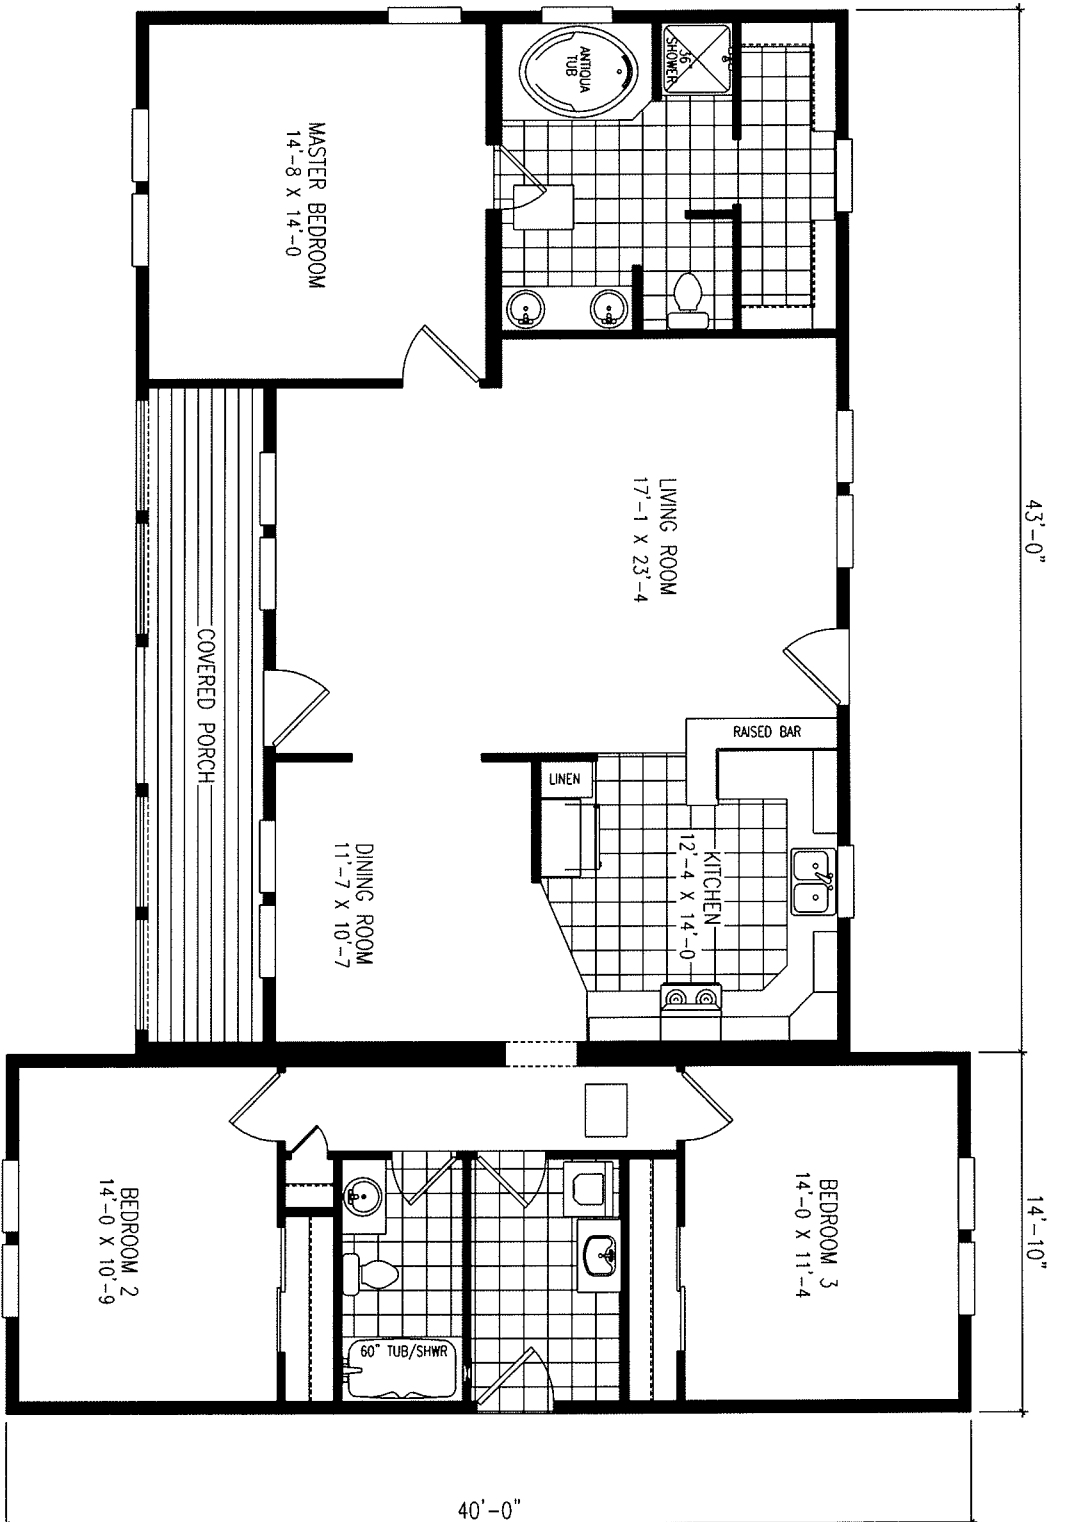 ANTIQUA
TUB
36"
SHOWER
MASTER BEDROOM
14'-8 X 14'-0
LIVING ROOM
17'-1 X 23'-4
43'-0"
COVERED PORCH
RAISED BAR
LINEN
KITCHEN
12'-4 X 14'-0
DINING ROOM
11'-7 X 10'-7
BEDROOM 2
14'-0 X 10'-9
BEDROOM 3
14'-0 X 11'-4
14'-10"
60" TUB/SHWR
40'-0"